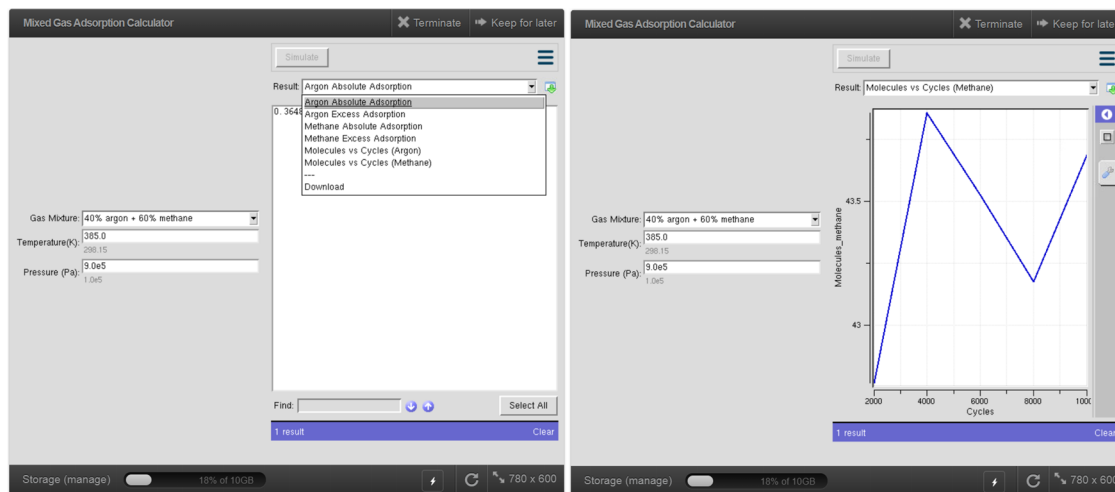 Mixed Gas Adsorption Calculator
Terminate
Keep for later
Simulate
Result: Argon Absolute Adsorption
Argon Absolute Adsorption
Argon Excess Adsorption
Methane Absolute Adsorption
Methane Excess Adsorption
Molecules vs Cycles (Argon)
Molecules vs Cycles (Methane)
---
Download
0.3648
Gas Mixture: 40% argon + 60% methane
Temperature(K): 385.0
298.15
Pressure (Pa): 9.0e5
1.0e5
Find:
Select All
1 result
Clear
Storage (manage)
18% of 10GB
780 x 600
Mixed Gas Adsorption Calculator
Terminate
Keep for later
Simulate
Result: Molecules vs Cycles (Methane)
Gas Mixture: 40% argon + 60% methane
Temperature(K): 385.0
298.15
Pressure (Pa): 9.0e5
1.0e5
Molecules_methane
43.5
43
2000
4000
6000
8000
1000
Cycles
1 result
Clear
Storage (manage)
18% of 10GB
780 x 600